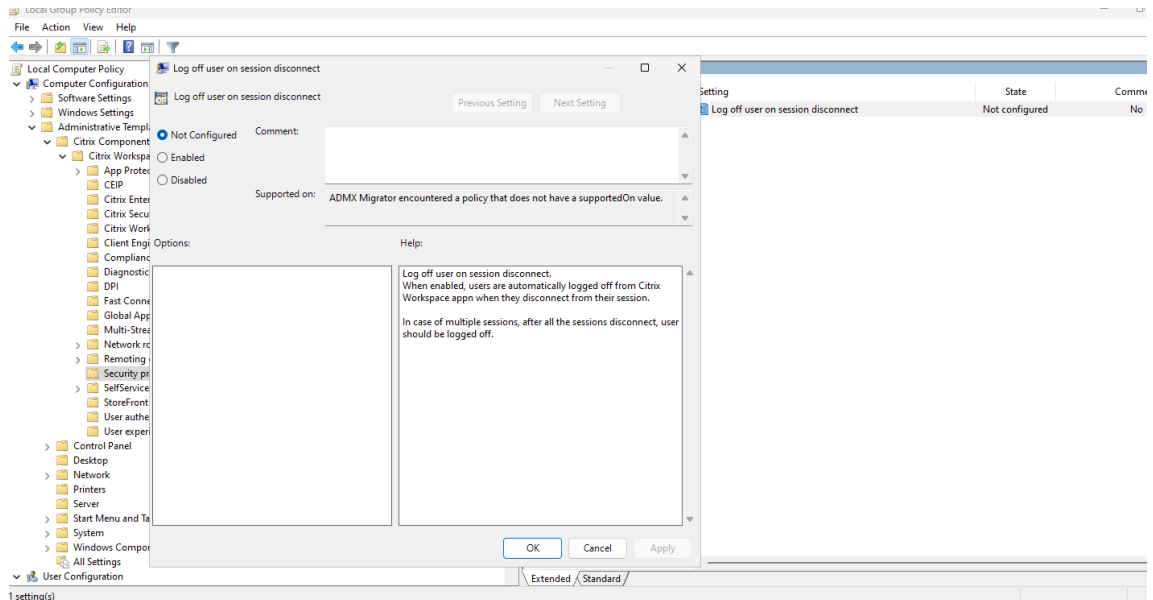 Local Group Policy Editor
File Action View Help
Local Computer Policy
Computer Configuration
Software Settings
Windows Settings
Administrative Templ
Citrix Component
Citrix Workspa
App Protec
CEIP
Citrix Enter
Citrix Secu
Citrix Work
Client Engi
Complianc
Diagnostic
DPI
Fast Conne
Global App
Multi-Strea
Network ro
Remoting
Security pr
SelfService
StoreFront
User authe
User experi
Control Panel
Desktop
Network
Printers
Server
Start Menu and Ta
System
Windows Compo
All Settings
User Configuration
1 setting(s)
Log off user on session disconnect
Log off user on session disconnect
Previous Setting Next Setting
Not Configured
Enabled
Disabled
Comment:
Supported on:
ADMX Migrator encountered a policy that does not have a supportedOn value.
Options:
Help:
Log off user on session disconnect.
When enabled, users are automatically logged off from Citrix
Workspace appn when they disconnect from their session.
In case of multiple sessions, after all the sessions disconnect, user
should be logged off.
OK Cancel Apply
Setting State Comme
Log off user on session disconnect Not configured No
Extended Standard